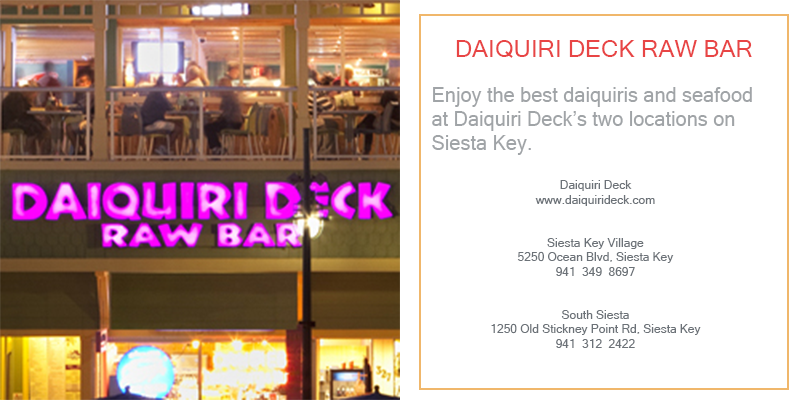 DAIQUIRI DECK
RAW BAR
DAIQUIRI DECK RAW BAR
Enjoy the best daiquiris and seafood
at Daiquiri Deck's two locations on
Siesta Key.
Daiquiri Deck
www.daiquirideck.com
Siesta Key Village
5250 Ocean Blvd, Siesta Key
941 349 8697
South Siesta
1250 Old Stickney Point Rd, Siesta Key
941 312 2422